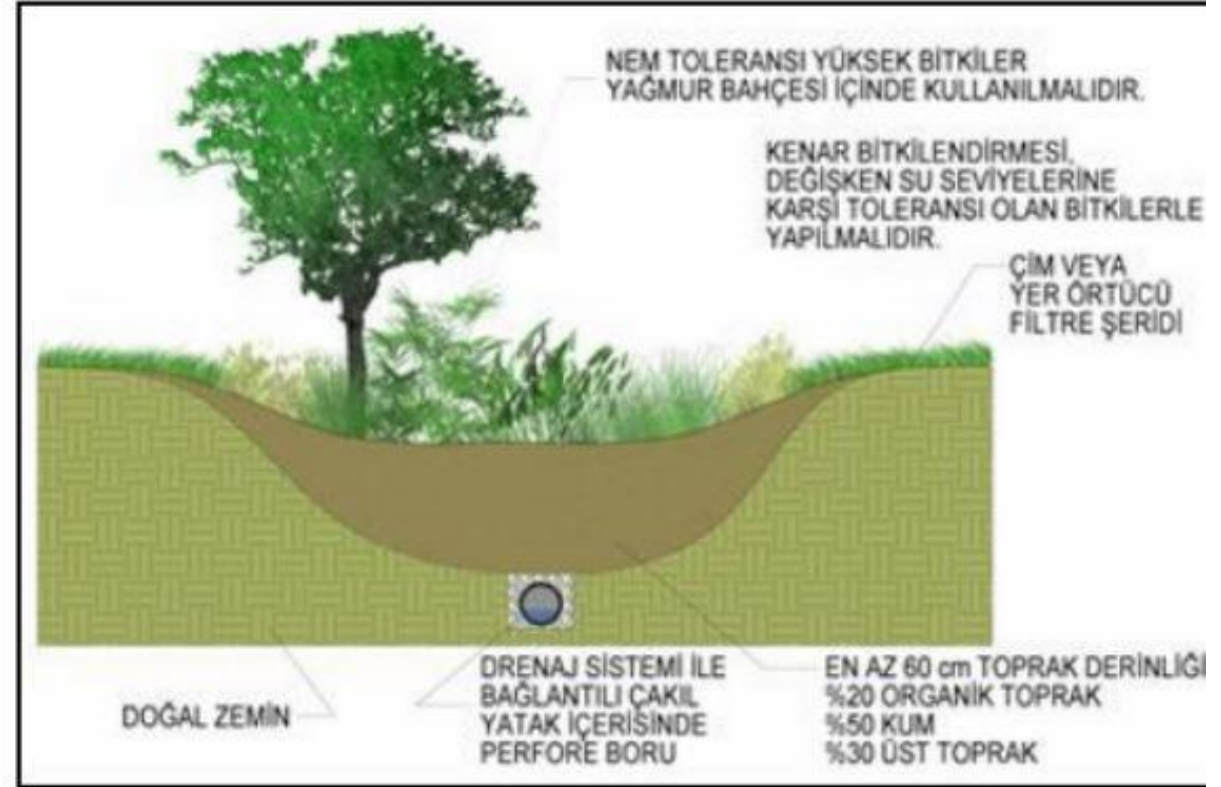 NEM TOLERANSI YÜKSEK BİTKİLER
YAĞMUR BAHÇESİ İÇİNDE KULLANILMALIDIR.
KENAR BİTKİLENDİRMESİ,
DEĞİŞKEN SU SEVİYELERİNE
KARŞI TOLERANSI OLAN BİTKİLERLE
YAPILMALIDIR.
ÇİM VEYA
YER ÖRTÜCÜ
FİLTRE ŞERİDİ
DOĞAL ZEMİN
DRENAJ SİSTEMİ İLE
BAĞLANTILI ÇAKIL
YATAK İÇERİSİNDE
PERFORE BORU
EN AZ 60 cm TOPRAK DERİNLİĞİ
%20 ORGANİK TOPRAK
%50 KUM
%30 ÜST TOPRAK